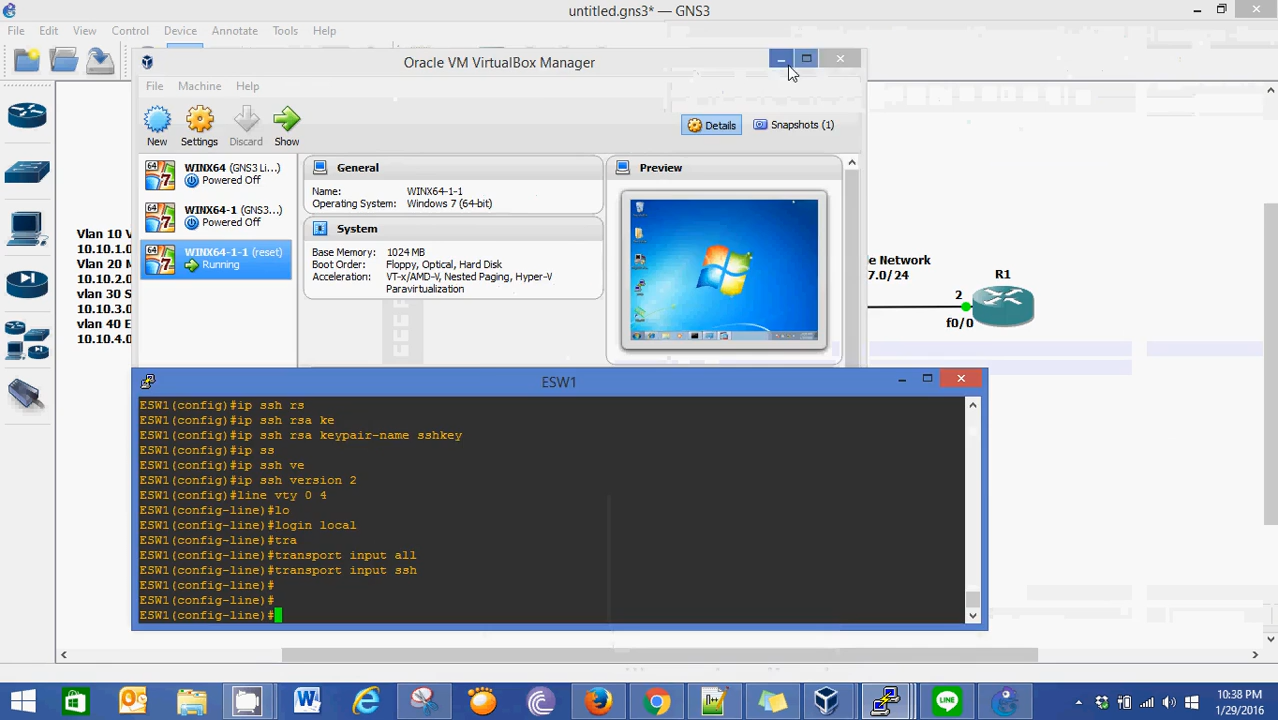 untitled.gns3* — GNS3
File Edit View Control Device Annotate Tools Help
Oracle VM VirtualBox Manager
File Machine Help
New Settings Discard Show
Details Snapshots (1)
WINX64 (GNS3 Li...
Powered Off
WINX64-1 (GNS3...
Powered Off
WINX64-1-1 (reset)
Running
General
Name: WINX64-1-1
Operating System: Windows 7 (64-bit)
System
Base Memory: 1024 MB
Boot Order: Floppy, Optical, Hard Disk
Acceleration: VT-x/AMD-V, Nested Paging, Hyper-V
Paravirtualization
Preview
Vlan 10 V
10.10.1.0
Vlan 20 M
10.10.2.0
vlan 30 S
10.10.3.0
vlan 40 E
10.10.4.0
e Network
7.0/24
R1
2
f0/0
ESW1
ESW1(config)#ip ssh rs
ESW1(config)#ip ssh rsa ke
ESW1(config)#ip ssh rsa keypair-name sshkey
ESW1(config)#ip ss
ESW1(config)#ip ssh ve
ESW1(config)#ip ssh version 2
ESW1(config)#line vty 0 4
ESW1(config-line)#lo
ESW1(config-line)#login local
ESW1(config-line)#tra
ESW1(config-line)#transport input all
ESW1(config-line)#transport input ssh
ESW1(config-line)#
ESW1(config-line)#
ESW1(config-line)#
10:38 PM
1/29/2016